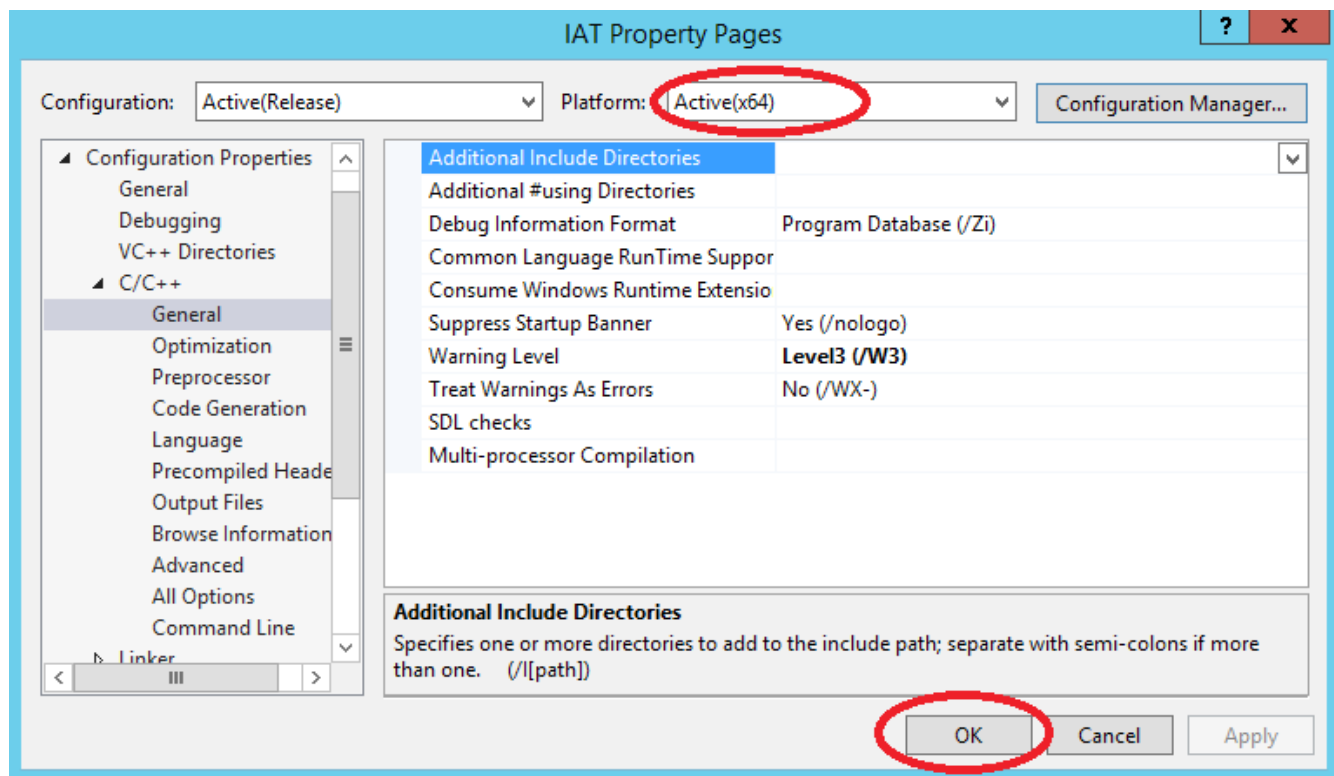 IAT Property Pages
? x
Configuration: Active(Release) Platform: Active(x64) Configuration Manager...
Configuration Properties
General
Debugging
VC++ Directories
C/C++
General
Optimization
Preprocessor
Code Generation
Language
Precompiled Heade
Output Files
Browse Information
Advanced
All Options
Command Line
Linker
Additional Include Directories
Additional #using Directories
Debug Information Format Program Database (/Zi)
Common Language RunTime Suppor
Consume Windows Runtime Extensio
Suppress Startup Banner Yes (/nologo)
Warning Level Level3 (/W3)
Treat Warnings As Errors No (/WX-)
SDL checks
Multi-processor Compilation
Additional Include Directories
Specifies one or more directories to add to the include path; separate with semi-colons if more
than one. (/I[path])
OK Cancel Apply